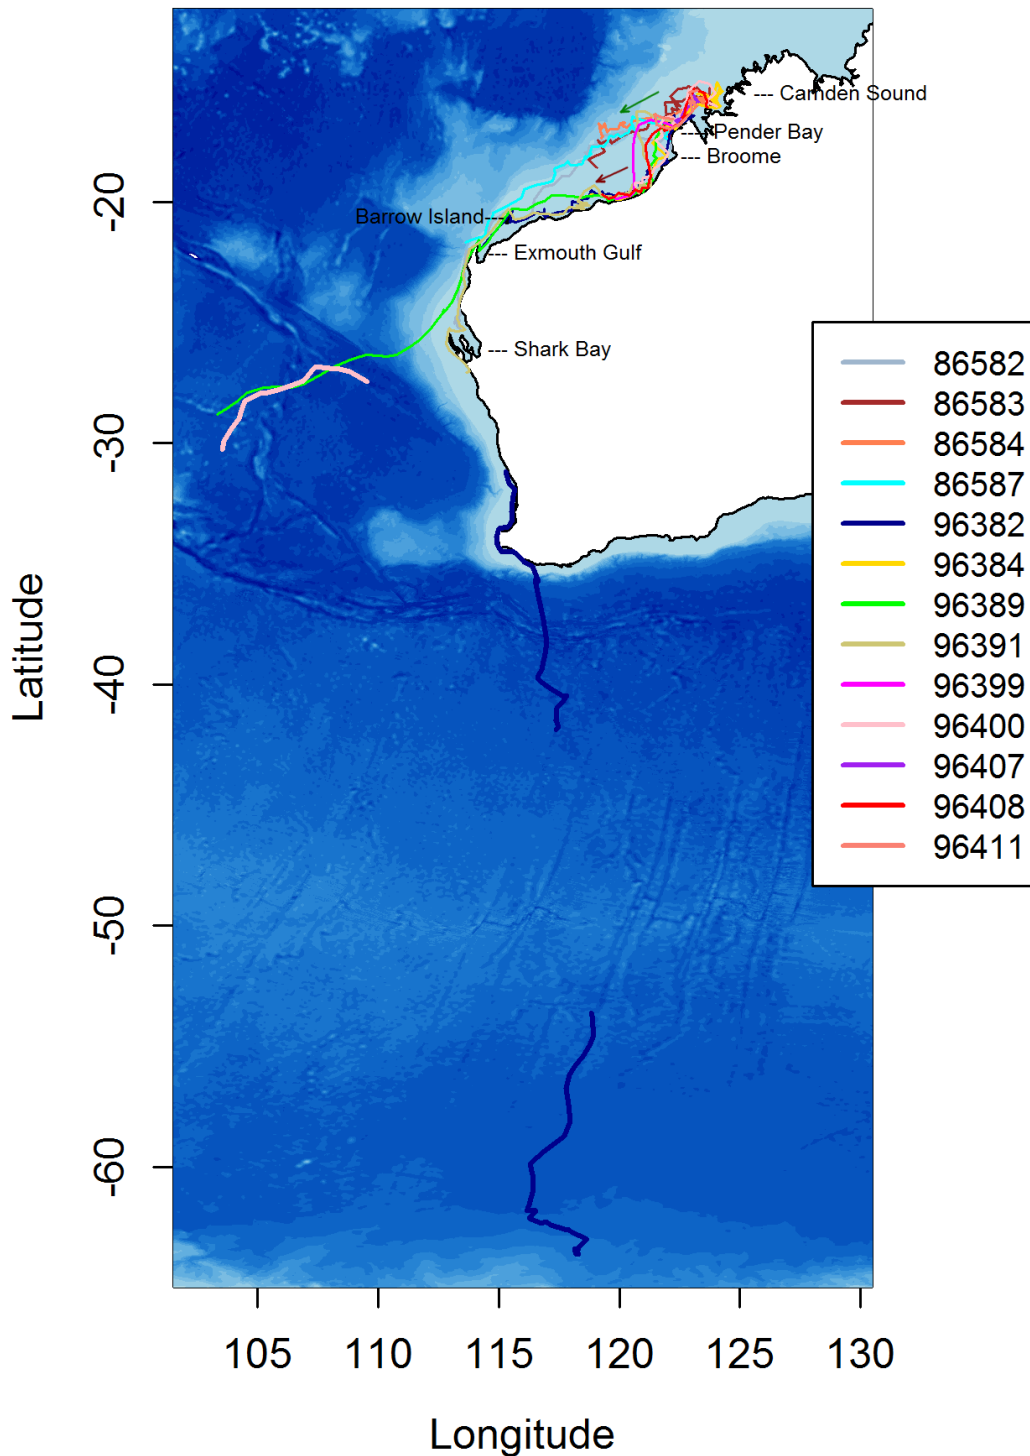 --- Camden Sound
--- Pender Bay
--- Broome
Barrow Island---
--- Exmouth Gulf
--- Shark Bay
86582
86583
86584
86587
96382
96384
96389
96391
96399
96400
96407
96408
96411
Latitude
-20
-30
-40
-50
-60
105 110 115 120 125 130
Longitude